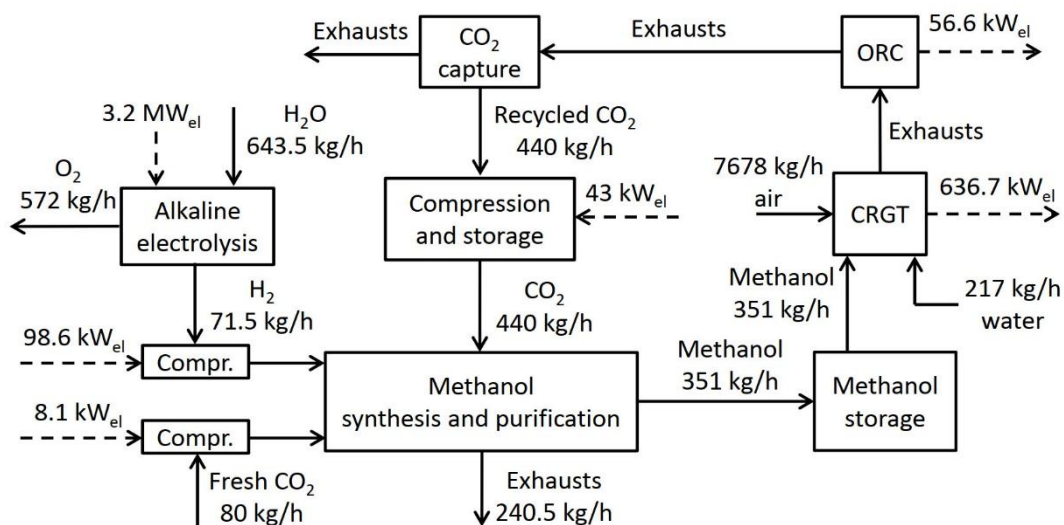 Exhausts
CO₂
capture
Exhausts
56.6 kWₑₗ
ORC
3.2 MWₑₗ
H₂O
643.5 kg/h
Recycled CO₂
440 kg/h
Exhausts
O₂
572 kg/h
Alkaline
electrolysis
Compression
and storage
43 kWₑₗ
7678 kg/h
air
CRGT
636.7 kWₑₗ
H₂
71.5 kg/h
CO₂
440 kg/h
Methanol
351 kg/h
217 kg/h
water
98.6 kWₑₗ
Compr.
Methanol
synthesis and purification
Methanol
351 kg/h
Methanol
storage
8.1 kWₑₗ
Compr.
Fresh CO₂
80 kg/h
Exhausts
240.5 kg/h